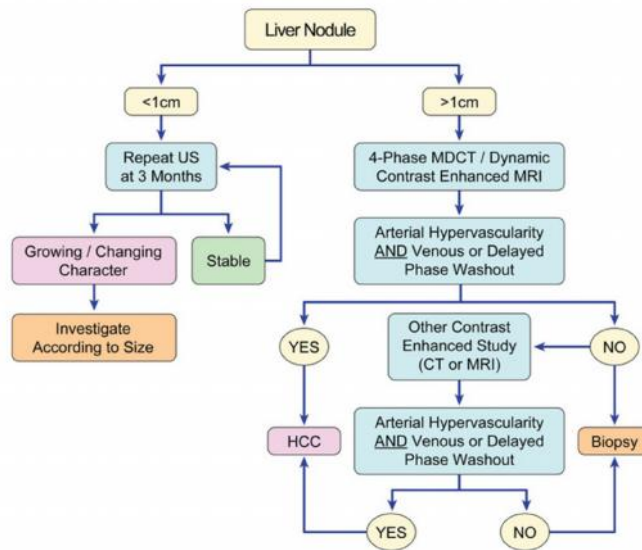 Liver Nodule
<1cm
>1cm
Repeat US
at 3 Months
4-Phase MDCT / Dynamic
Contrast Enhanced MRI
Growing / Changing
Character
Stable
Arterial Hypervascularity
AND Venous or Delayed
Phase Washout
Investigate
According to Size
YES
Other Contrast
Enhanced Study
(CT or MRI)
NO
HCC
Arterial Hypervascularity
AND Venous or Delayed
Phase Washout
Biopsy
YES
NO